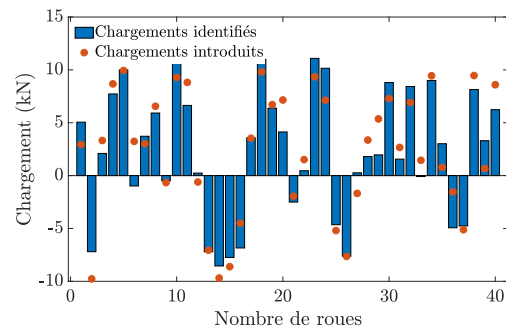 Chargements identifiés
Chargements introduits
Chargement (kN)
15
10
5
0
-5
-10
0
10
20
30
40
Nombre de roues